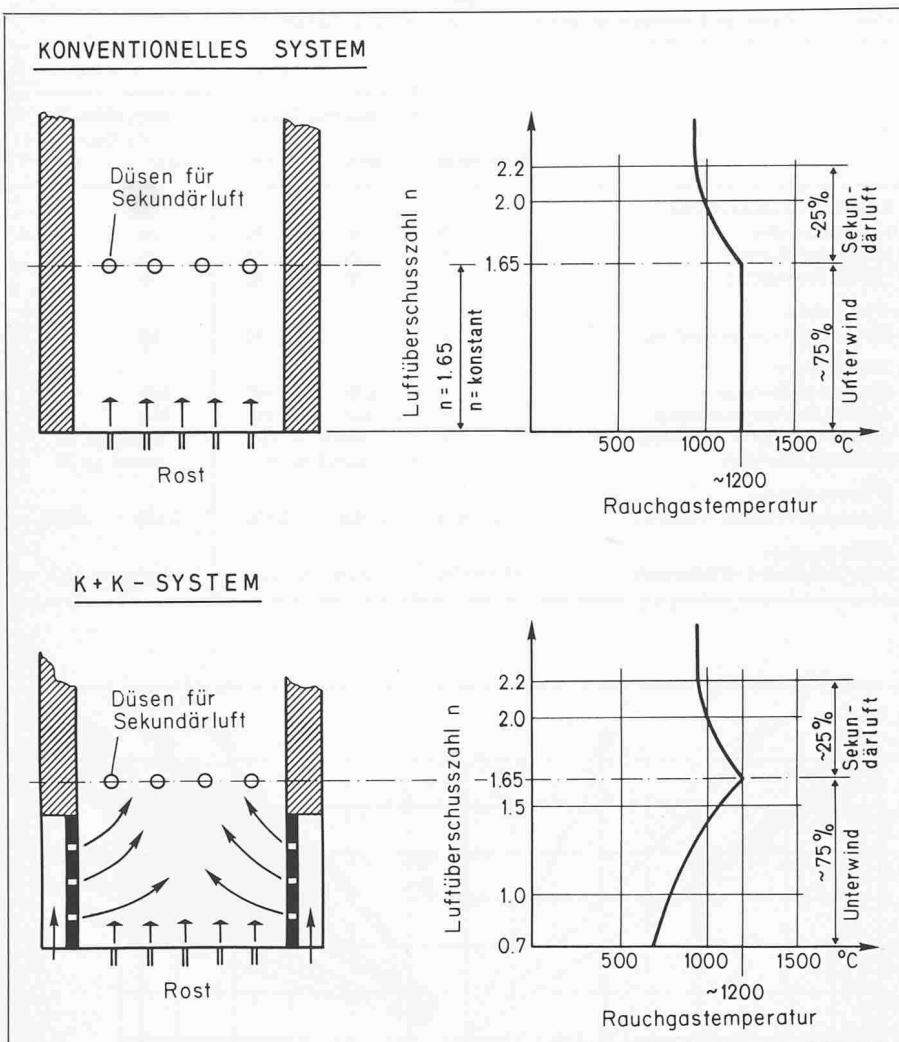 KONVENTIONELLES SYSTEM
Düsen für
Sekundärluft
Rost
Luftüberschusszahl n
n = 1.65
n = konstant
2.2
2.0
1.65
~25%
Sekun-
därluft
~75%
Unterwind
500
1000
1500
°C
~1200
Rauchgastemperatur
K+K-SYSTEM
Düsen für
Sekundärluft
Rost
Luftüberschusszahl n
2.2
2.0
1.65
1.5
1.0
0.7
~25%
Sekun-
därluft
~75%
Unterwind
500
1000
1500
°C
~1200
Rauchgastemperatur